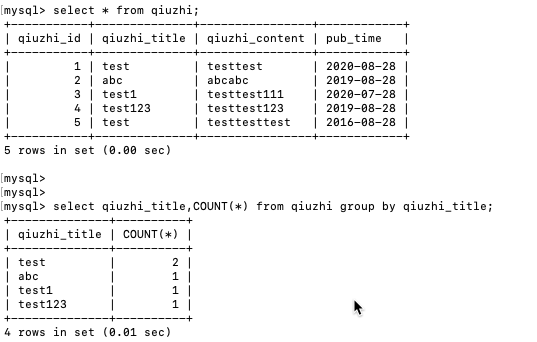 mysql> select * from qiuzhi;
+-----------+--------------+----------------+------------+
| qiuzhi_id | qiuzhi_title | qiuzhi_content | pub_time   |
+-----------+--------------+----------------+------------+
|         1 | test         | testtest       | 2020-08-28 |
|         2 | abc          | abcabc         | 2019-08-28 |
|         3 | test1        | testtest111    | 2020-07-28 |
|         4 | test123      | testtest123    | 2019-08-28 |
|         5 | test         | testtesttest   | 2016-08-28 |
+-----------+--------------+----------------+------------+
5 rows in set (0.00 sec)
mysql>
mysql>
mysql> select qiuzhi_title,COUNT(*) from qiuzhi group by qiuzhi_title;
+--------------+----------+
| qiuzhi_title | COUNT(*) |
+--------------+----------+
| test         |        2 |
| abc          |        1 |
| test1        |        1 |
| test123      |        1 |
+--------------+----------+
4 rows in set (0.01 sec)